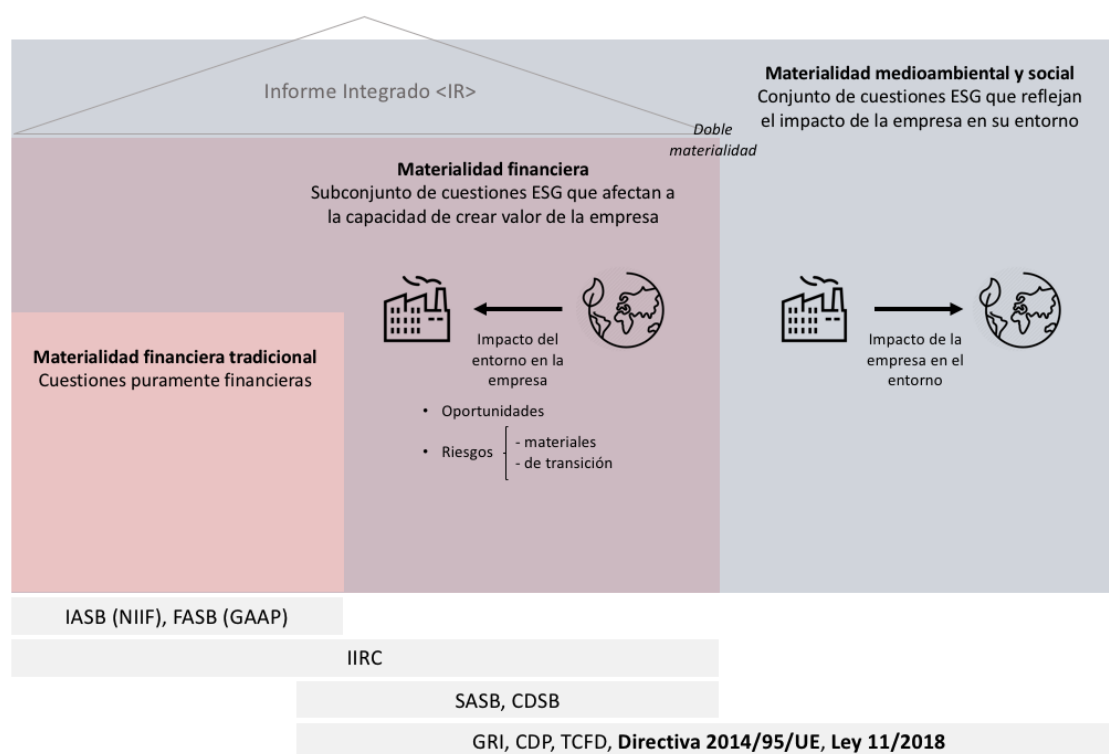 Informe Integrado <IR>
Materialidad medioambiental y social
Conjunto de cuestiones ESG que reflejan
el impacto de la empresa en su entorno
Doble
materialidad
Materialidad financiera
Subconjunto de cuestiones ESG que afectan a
la capacidad de crear valor de la empresa
Materialidad financiera tradicional
Cuestiones puramente financieras
Impacto del
entorno en la
empresa
• Oportunidades
• Riesgos
- materiales
- de transición
Impacto de la
empresa en el
entorno
IASB (NIIF), FASB (GAAP)
IIRC
SASB, CDSB
GRI, CDP, TCFD, Directiva 2014/95/UE, Ley 11/2018